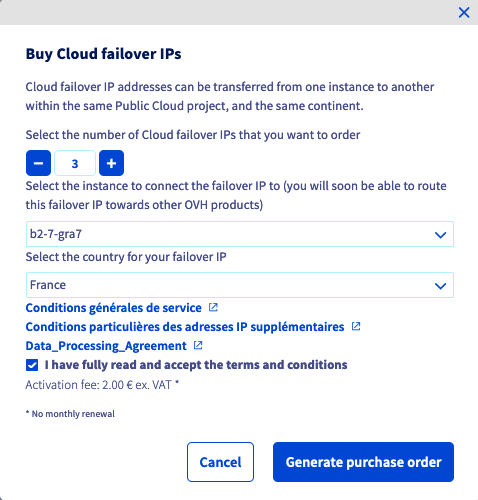 Buy Cloud failover IPs
Cloud failover IP addresses can be transferred from one instance to another
within the same Public Cloud project, and the same continent.
Select the number of Cloud failover IPs that you want to order
− 3 +
Select the instance to connect the failover IP to (you will soon be able to route
this failover IP towards other OVH products)
b2-7-gra7
Select the country for your failover IP
France
Conditions générales de service
Conditions particulières des adresses IP supplémentaires
Data_Processing_Agreement
I have fully read and accept the terms and conditions
Activation fee: 2.00 € ex. VAT *
* No monthly renewal
Cancel Generate purchase order